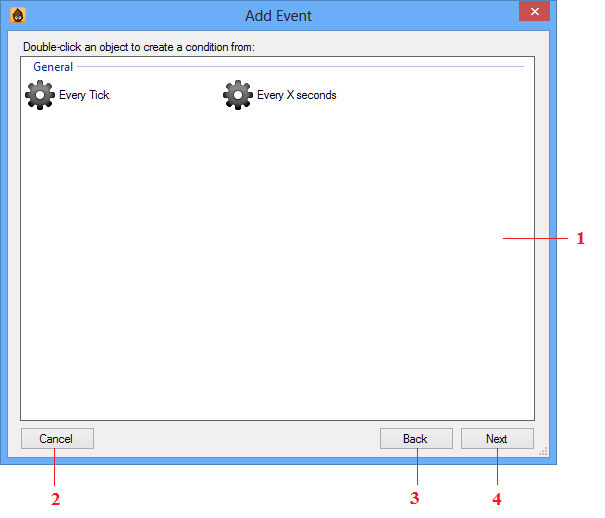 Add Event
Double-click an object to create a condition from:
General
Every Tick Every X seconds
1
Cancel Back Next
2 3 4